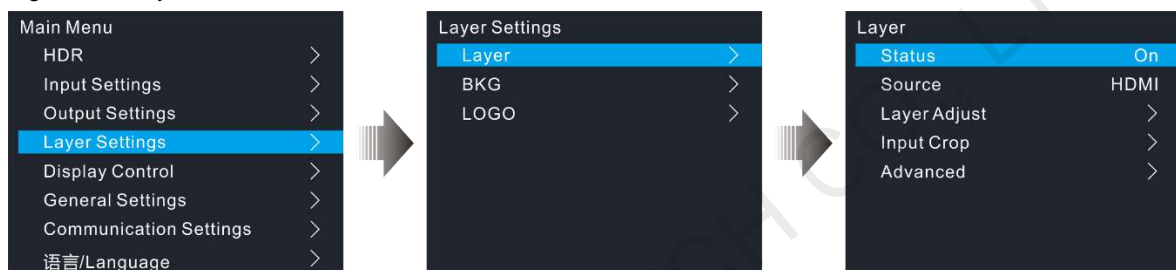 Main Menu
HDR >
Input Settings >
Output Settings >
Layer Settings >
Display Control >
General Settings >
Communication Settings >
语言/Language >
Layer Settings
Layer >
BKG >
LOGO >
Layer
Status On
Source HDMI
Layer Adjust >
Input Crop >
Advanced >